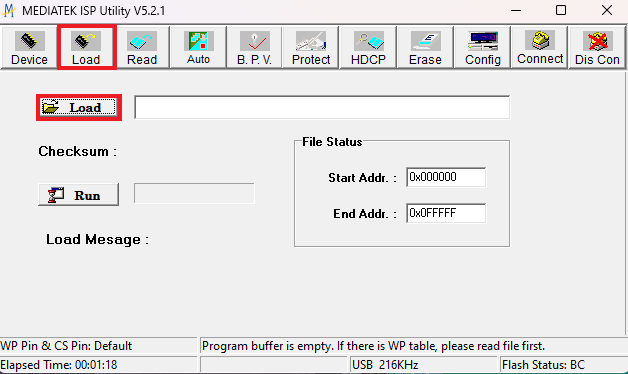 MEDIATEK ISP Utility V5.2.1
Device Load Read Auto B. P. V. Protect HDCP Erase Config Connect Dis Con
Load
Checksum :
File Status
Start Addr. : 0x000000
Run
End Addr. : 0x0FFFFF
Load Mesage :
WP Pin & CS Pin: Default Program buffer is empty. If there is WP table, please read file first.
Elapsed Time: 00:01:18 USB 216KHz Flash Status: BC